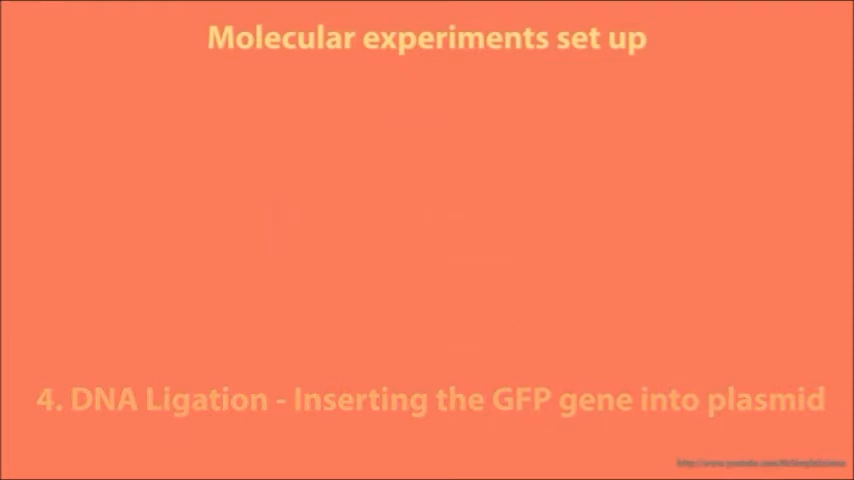 Molecular experiments set up
4. DNA Ligation - Inserting the GFP gene into plasmid